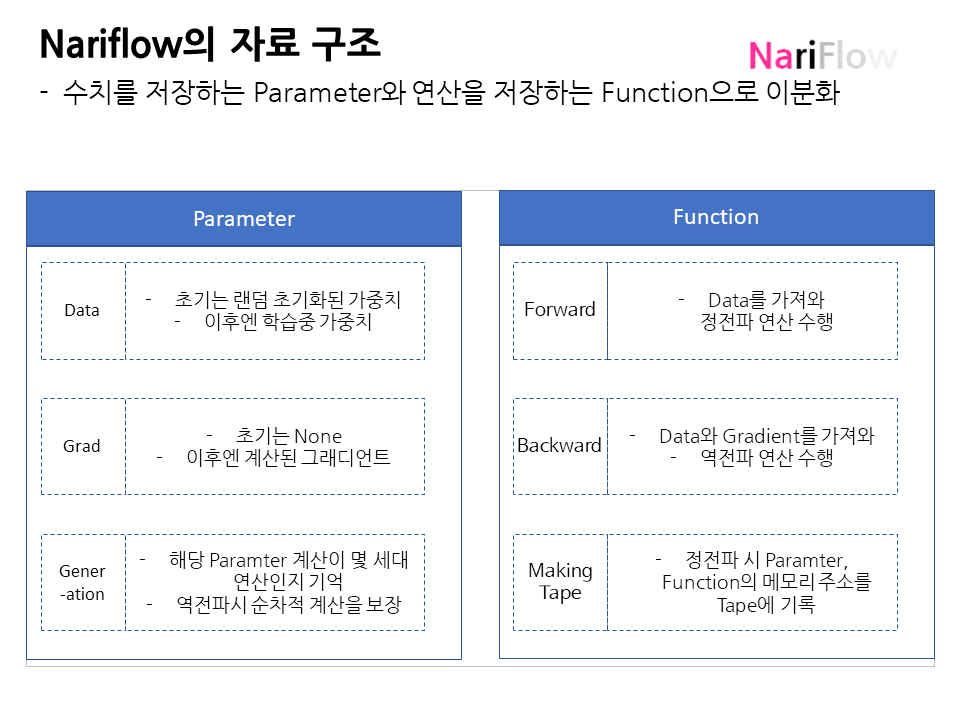 Nariflow의 자료 구조
NariFlow
- 수치를 저장하는 Parameter와 연산을 저장하는 Function으로 이분화
Parameter
Data
- 초기는 랜덤 초기화된 가중치
- 이후엔 학습중 가중치
Grad
- 초기는 None
- 이후엔 계산된 그래디언트
Gener
-ation
- 해당 Paramter 계산이 몇 세대
연산인지 기억
- 역전파시 순차적 계산을 보장
Function
Forward
- Data를 가져와
정전파 연산 수행
Backward
- Data와 Gradient를 가져와
- 역전파 연산 수행
Making
Tape
- 정전파 시 Paramter,
Function의 메모리 주소를
Tape에 기록